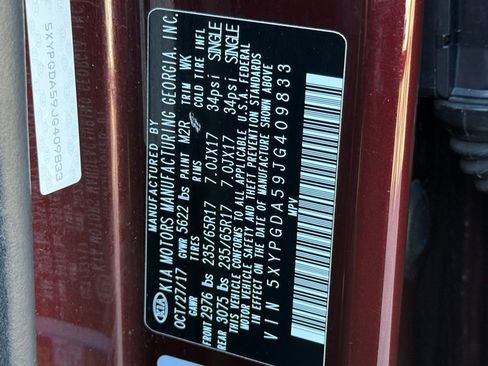 MANUFACTURED BY
KIA MOTORS MANUFACTURING GEORGIA, INC.
OCT/27/17 GVWR 5622 lbs PAINT M2R TRIM WK
GAWR TIRES RIMS COLD TIRE INFL
FRONT 2976 lbs 235/65R17 7.0JX17 34psi SINGLE
REAR 3075 lbs 235/65R17 7.0JX17 34psi SINGLE
THIS VEHICLE CONFORMS TO ALL APPLICABLE U.S.A. FEDERAL
MOTOR VEHICLE SAFETY AND THEFT PREVENTION STANDARDS
IN EFFECT ON THE DATE OF MANUFACTURE SHOWN ABOVE
VIN 5XYPGDA59JG409833
MPV
KIA
5XYPGDA59JG409833